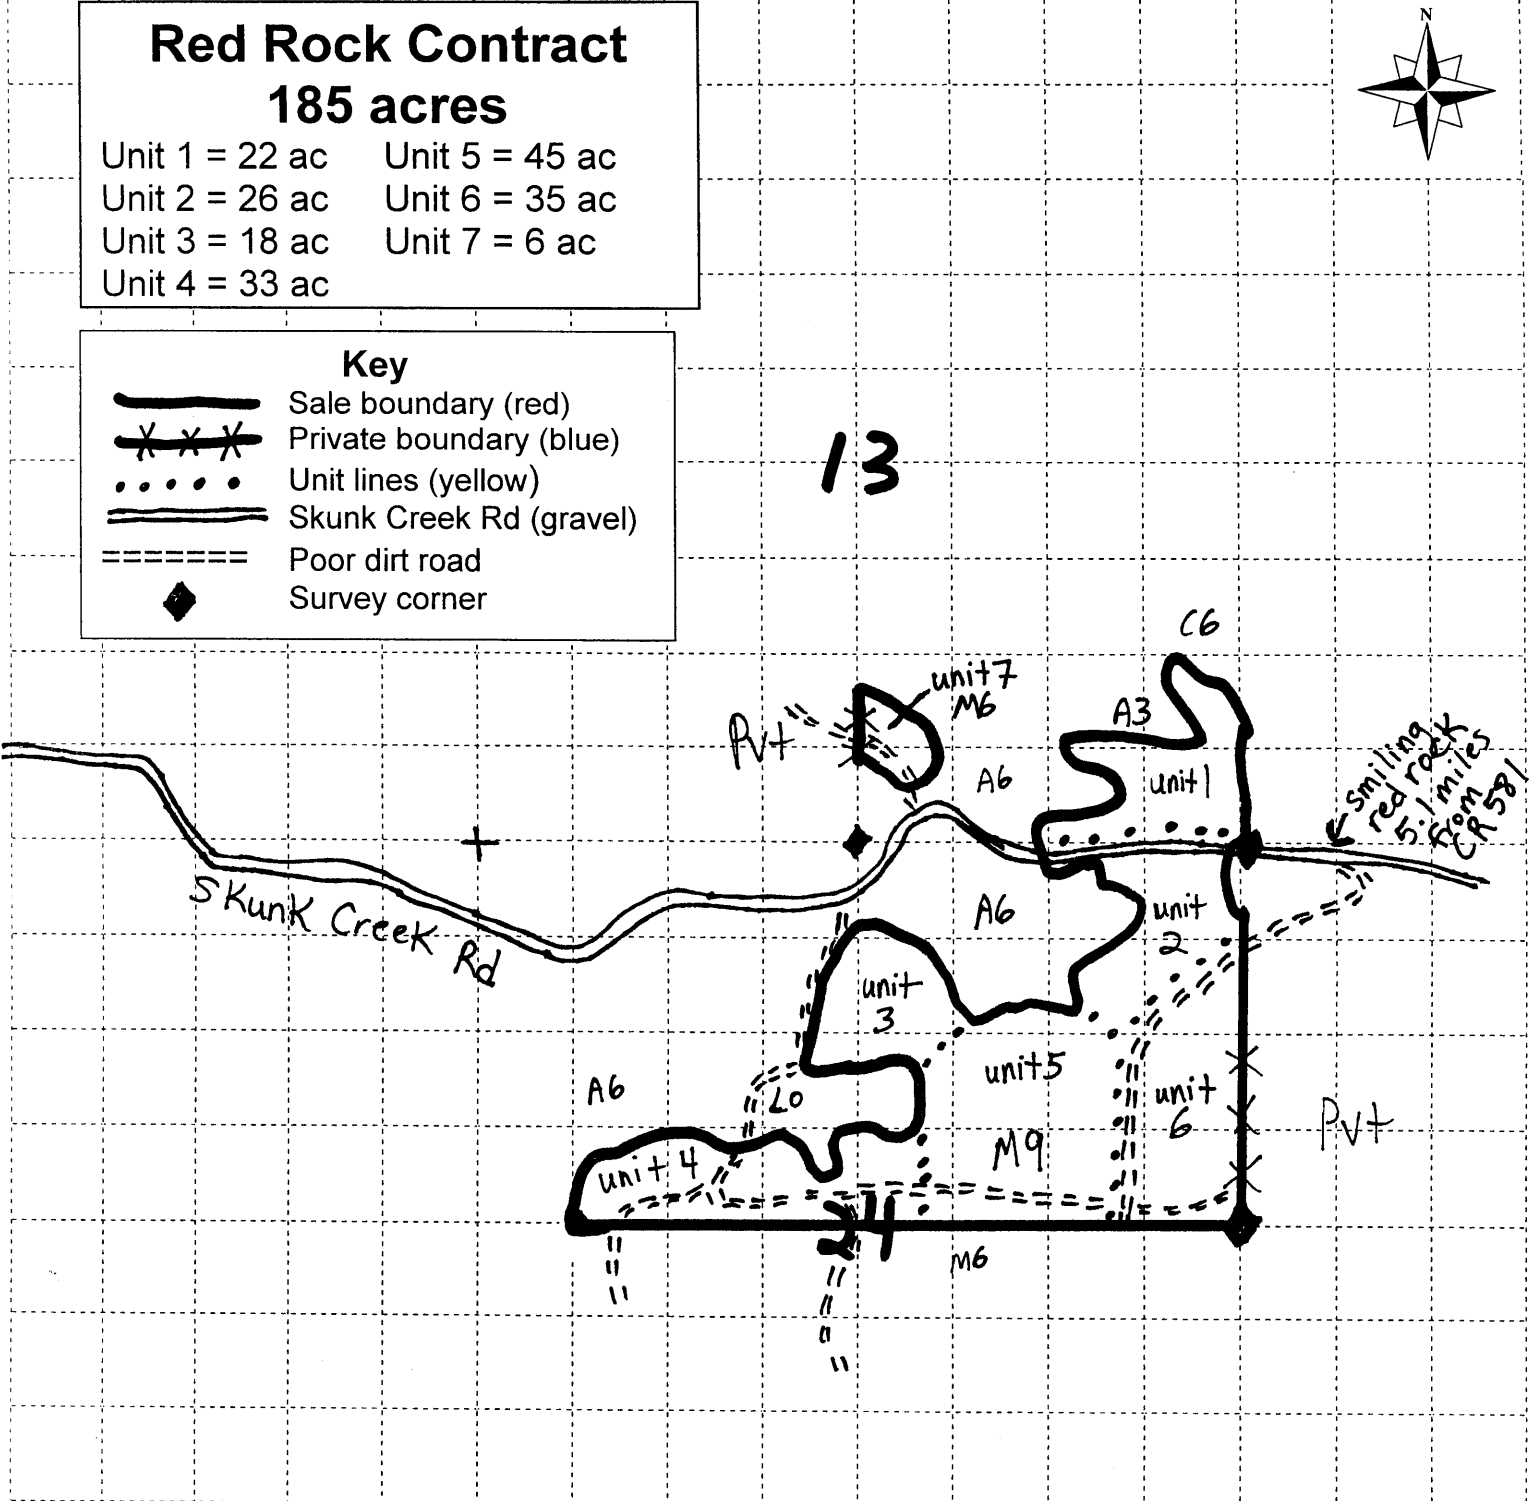 N
Red Rock Contract
185 acres
Unit 1 = 22 ac Unit 5 = 45 ac
Unit 2 = 26 ac Unit 6 = 35 ac
Unit 3 = 18 ac Unit 7 = 6 ac
Unit 4 = 33 ac
Key
Sale boundary (red)
Private boundary (blue)
Unit lines (yellow)
Skunk Creek Rd (gravel)
Poor dirt road
Survey corner
13
C6
unit 7
M6
A3
Pvt
A6
unit 1
smiling
red rock
5.1 miles
from
CR 581
Skunk Creek Rd
A6
unit
2
unit
3
unit 5
A6
LO
unit
6
Pvt
M9
unit 4
24
M6